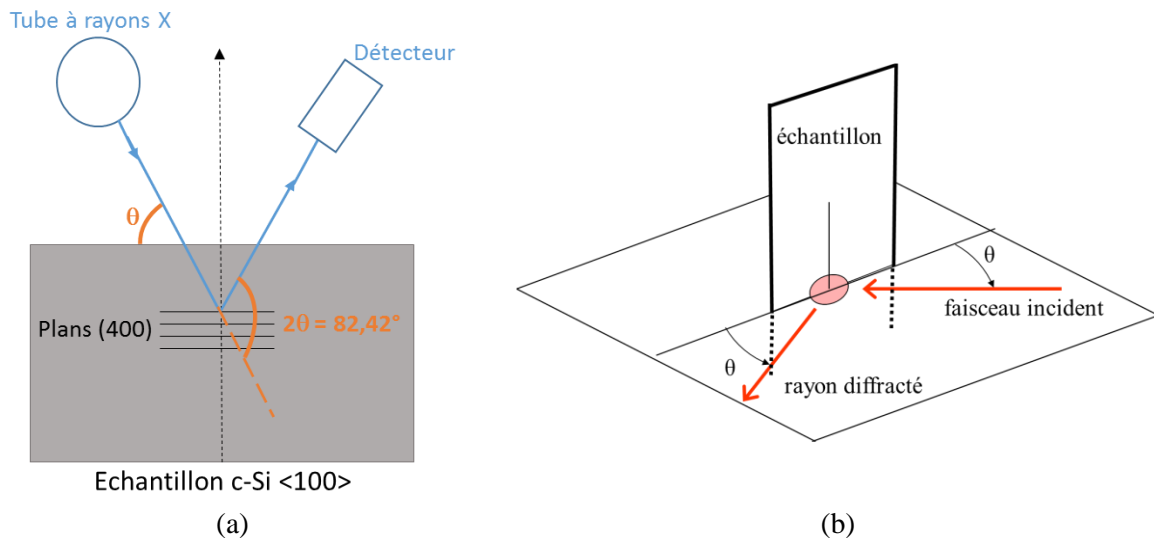 Tube à rayons X
Détecteur
θ
Plans (400)
2θ = 82,42°
Echantillon c-Si <100>
(a)
échantillon
θ
faisceau incident
θ
rayon diffracté
(b)